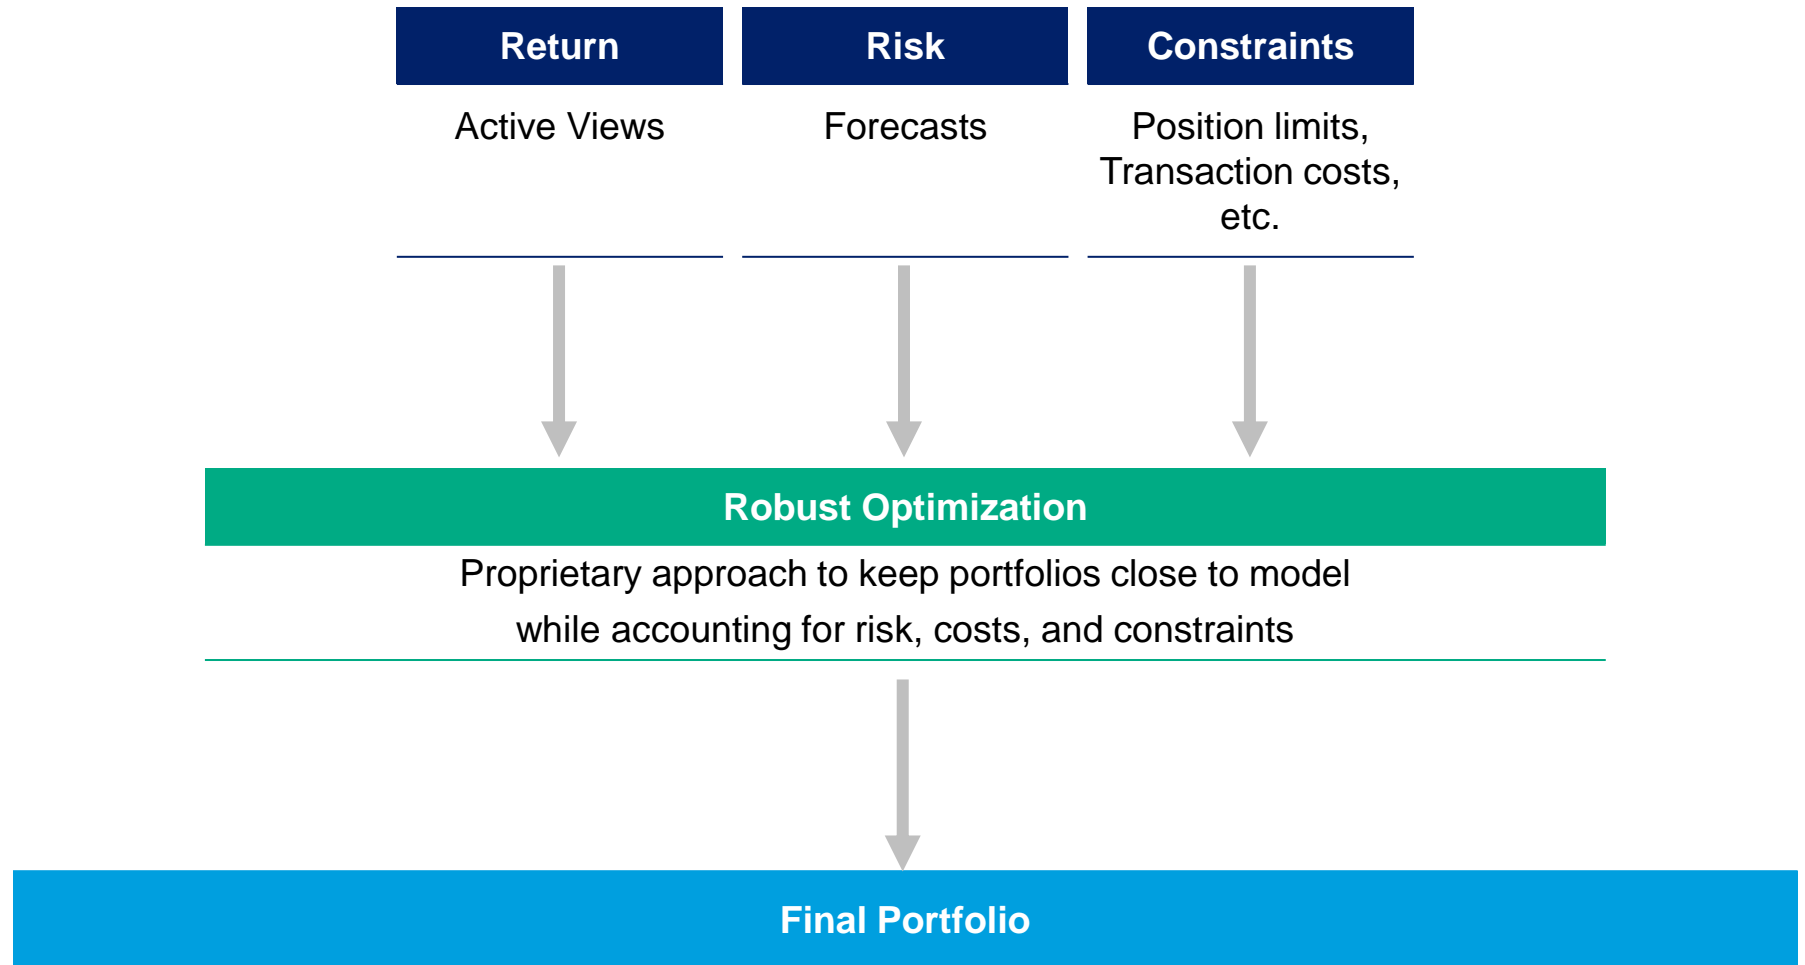 Return
Risk
Constraints
Active Views
Forecasts
Position limits,
Transaction costs,
etc.
Robust Optimization
Proprietary approach to keep portfolios close to model
while accounting for risk, costs, and constraints
Final Portfolio